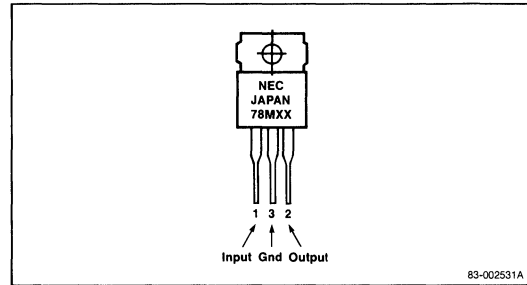 NEC
JAPAN
78MXX
1 3 2
Input Gnd Output
83-002531A